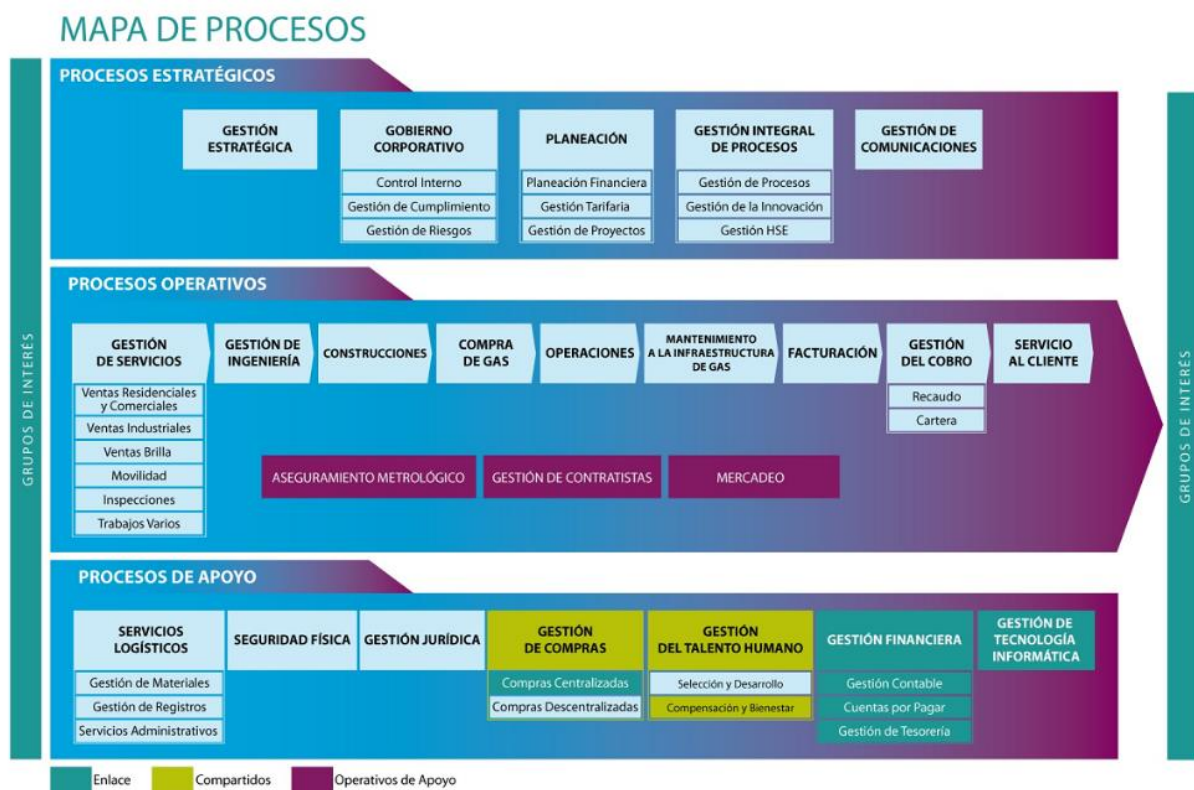 MAPA DE PROCESOS
GRUPOS DE INTERÉS
PROCESOS ESTRATÉGICOS
GESTIÓN
ESTRATÉGICA
GOBIERNO
CORPORATIVO
Control Interno
Gestión de Cumplimiento
Gestión de Riesgos
PLANEACIÓN
Planeación Financiera
Gestión Tarifaria
Gestión de Proyectos
GESTIÓN INTEGRAL
DE PROCESOS
Gestión de Procesos
Gestión de la Innovación
Gestión HSE
GESTIÓN DE
COMUNICACIONES
PROCESOS OPERATIVOS
GESTIÓN
DE SERVICIOS
Ventas Residenciales
y Comerciales
Ventas Industriales
Ventas Brilla
Movilidad
Inspecciones
Trabajos Varios
GESTIÓN DE
INGENIERÍA
CONSTRUCCIONES
COMPRA
DE GAS
OPERACIONES
MANTENIMIENTO
A LA INFRAESTRUCTURA
DE GAS
FACTURACIÓN
GESTIÓN
DEL COBRO
Recaudo
Cartera
SERVICIO
AL CLIENTE
ASEGURAMIENTO METROLÓGICO
GESTIÓN DE CONTRATISTAS
MERCADEO
PROCESOS DE APOYO
SERVICIOS
LOGÍSTICOS
Gestión de Materiales
Gestión de Registros
Servicios Administrativos
SEGURIDAD FÍSICA
GESTIÓN JURÍDICA
GESTIÓN
DE COMPRAS
Compras Centralizadas
Compras Descentralizadas
GESTIÓN
DEL TALENTO HUMANO
Selección y Desarrollo
Compensación y Bienestar
GESTIÓN FINANCIERA
Gestión Contable
Cuentas por Pagar
Gestión de Tesorería
GESTIÓN DE
TECNOLOGÍA
INFORMÁTICA
GRUPOS DE INTERÉS
Enlace
Compartidos
Operativos de Apoyo